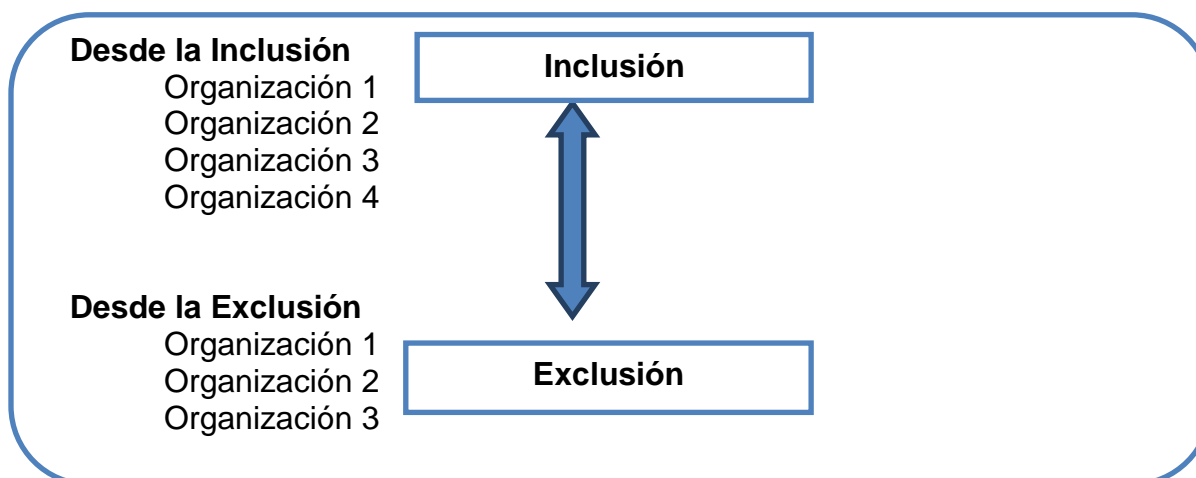 Desde la Inclusión
Inclusión
Organización 1
Organización 2
Organización 3
Organización 4
Desde la Exclusión
Organización 1
Exclusión
Organización 2
Organización 3